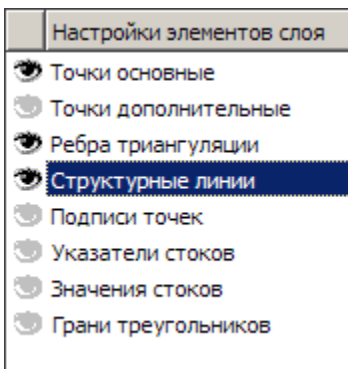 Настройки элементов слоя
Точки основные
Точки дополнительные
Ребра триангуляции
Структурные линии
Подписи точек
Указатели стоков
Значения стоков
Грани треугольников